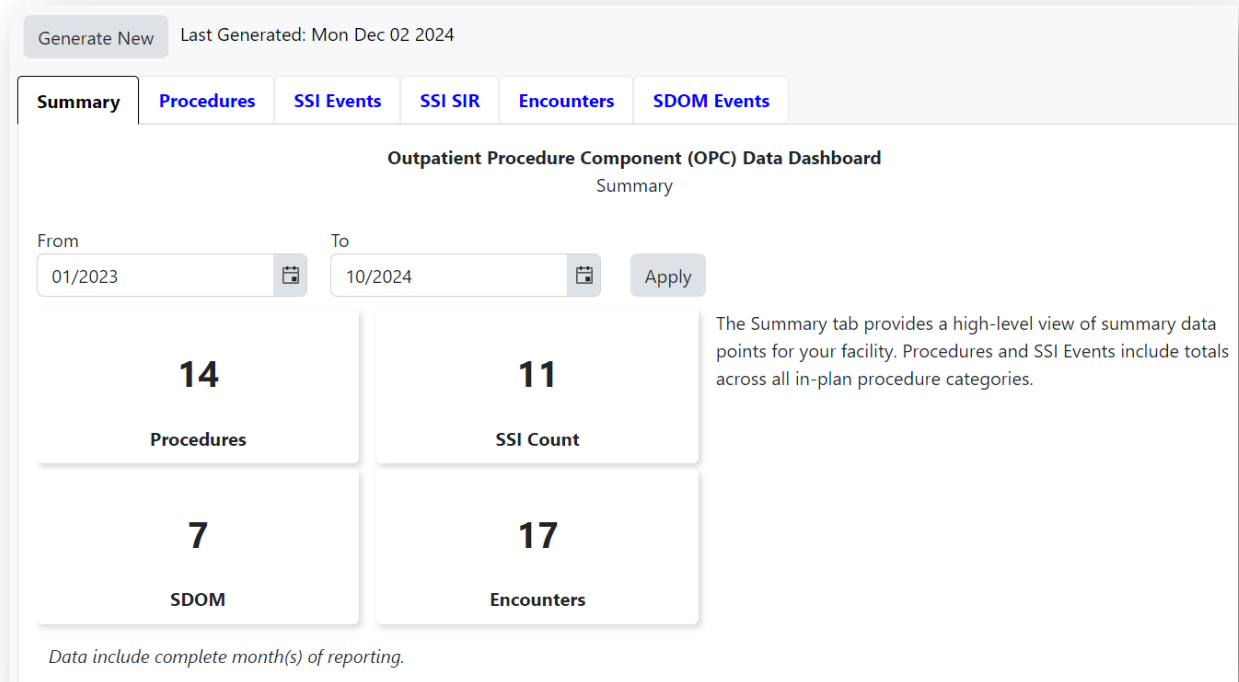 Generate New Last Generated: Mon Dec 02 2024
Summary Procedures SSI Events SSI SIR Encounters SDOM Events
Outpatient Procedure Component (OPC) Data Dashboard
Summary
From To
01/2023 10/2024 Apply
The Summary tab provides a high-level view of summary data
points for your facility. Procedures and SSI Events include totals
across all in-plan procedure categories.
14 11
Procedures SSI Count
7 17
SDOM Encounters
Data include complete month(s) of reporting.